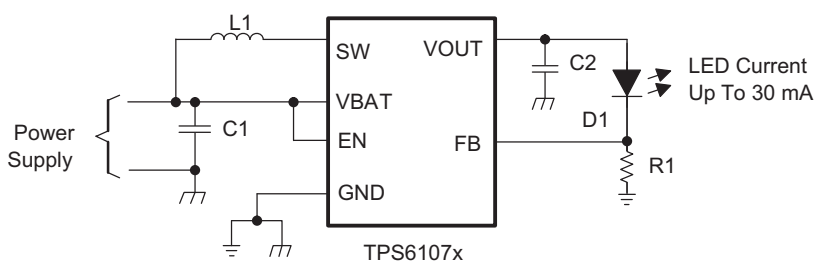 L1
SW
VOUT
C2
LED Current
Up To 30 mA
Power
Supply
C1
VBAT
EN
D1
FB
R1
GND
TPS6107x